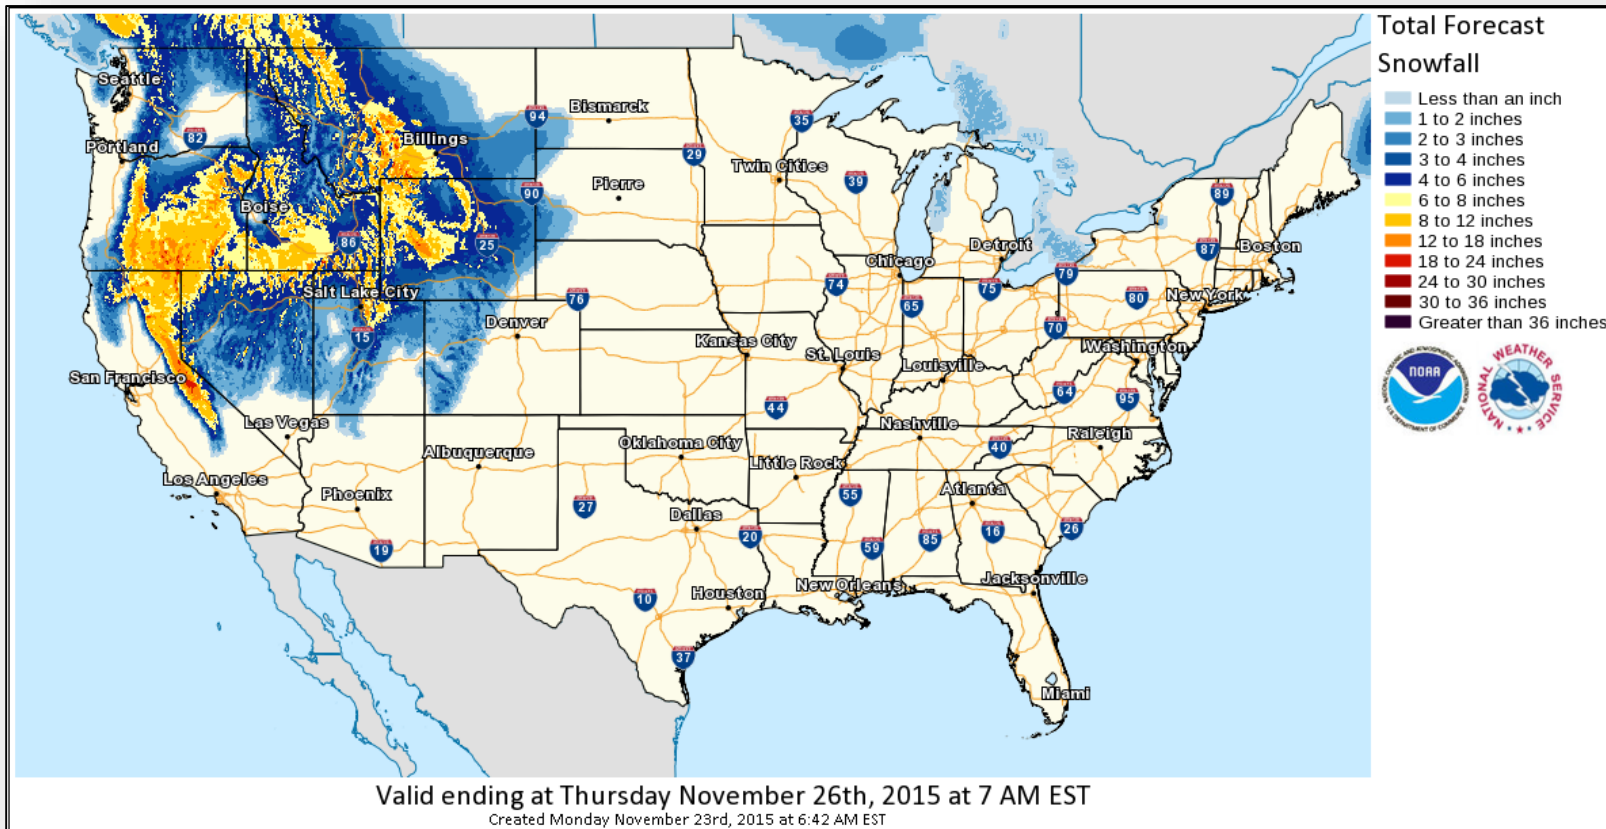 Total Forecast
Snowfall
Less than an inch
1 to 2 inches
2 to 3 inches
3 to 4 inches
4 to 6 inches
6 to 8 inches
8 to 12 inches
12 to 18 inches
18 to 24 inches
24 to 30 inches
30 to 36 inches
Greater than 36 inches
NOAA
NATIONAL OCEANIC AND ATMOSPHERIC ADMINISTRATION
U.S. DEPARTMENT OF COMMERCE
NATIONAL WEATHER SERVICE
Seattle
94
Bismarck
35
82
Billings
Portland
29
Twin Cities
90
Pierre
39
89
Boise
86
25
Detroit
87
Boston
Chicago
79
Salt Lake City
76
74
65
75
80
New York
Denver
15
Kansas City
St. Louis
70
Washington
San Francisco
Louisville
44
64
95
Las Vegas
Nashville
Raleigh
Albuquerque
Oklahoma City
40
Los Angeles
Little Rock
Phoenix
27
55
Atlanta
Dallas
20
16
26
19
59
85
10
Houston
New Orleans
Jacksonville
37
Miami
Valid ending at Thursday November 26th, 2015 at 7 AM EST
Created Monday November 23rd, 2015 at 6:42 AM EST